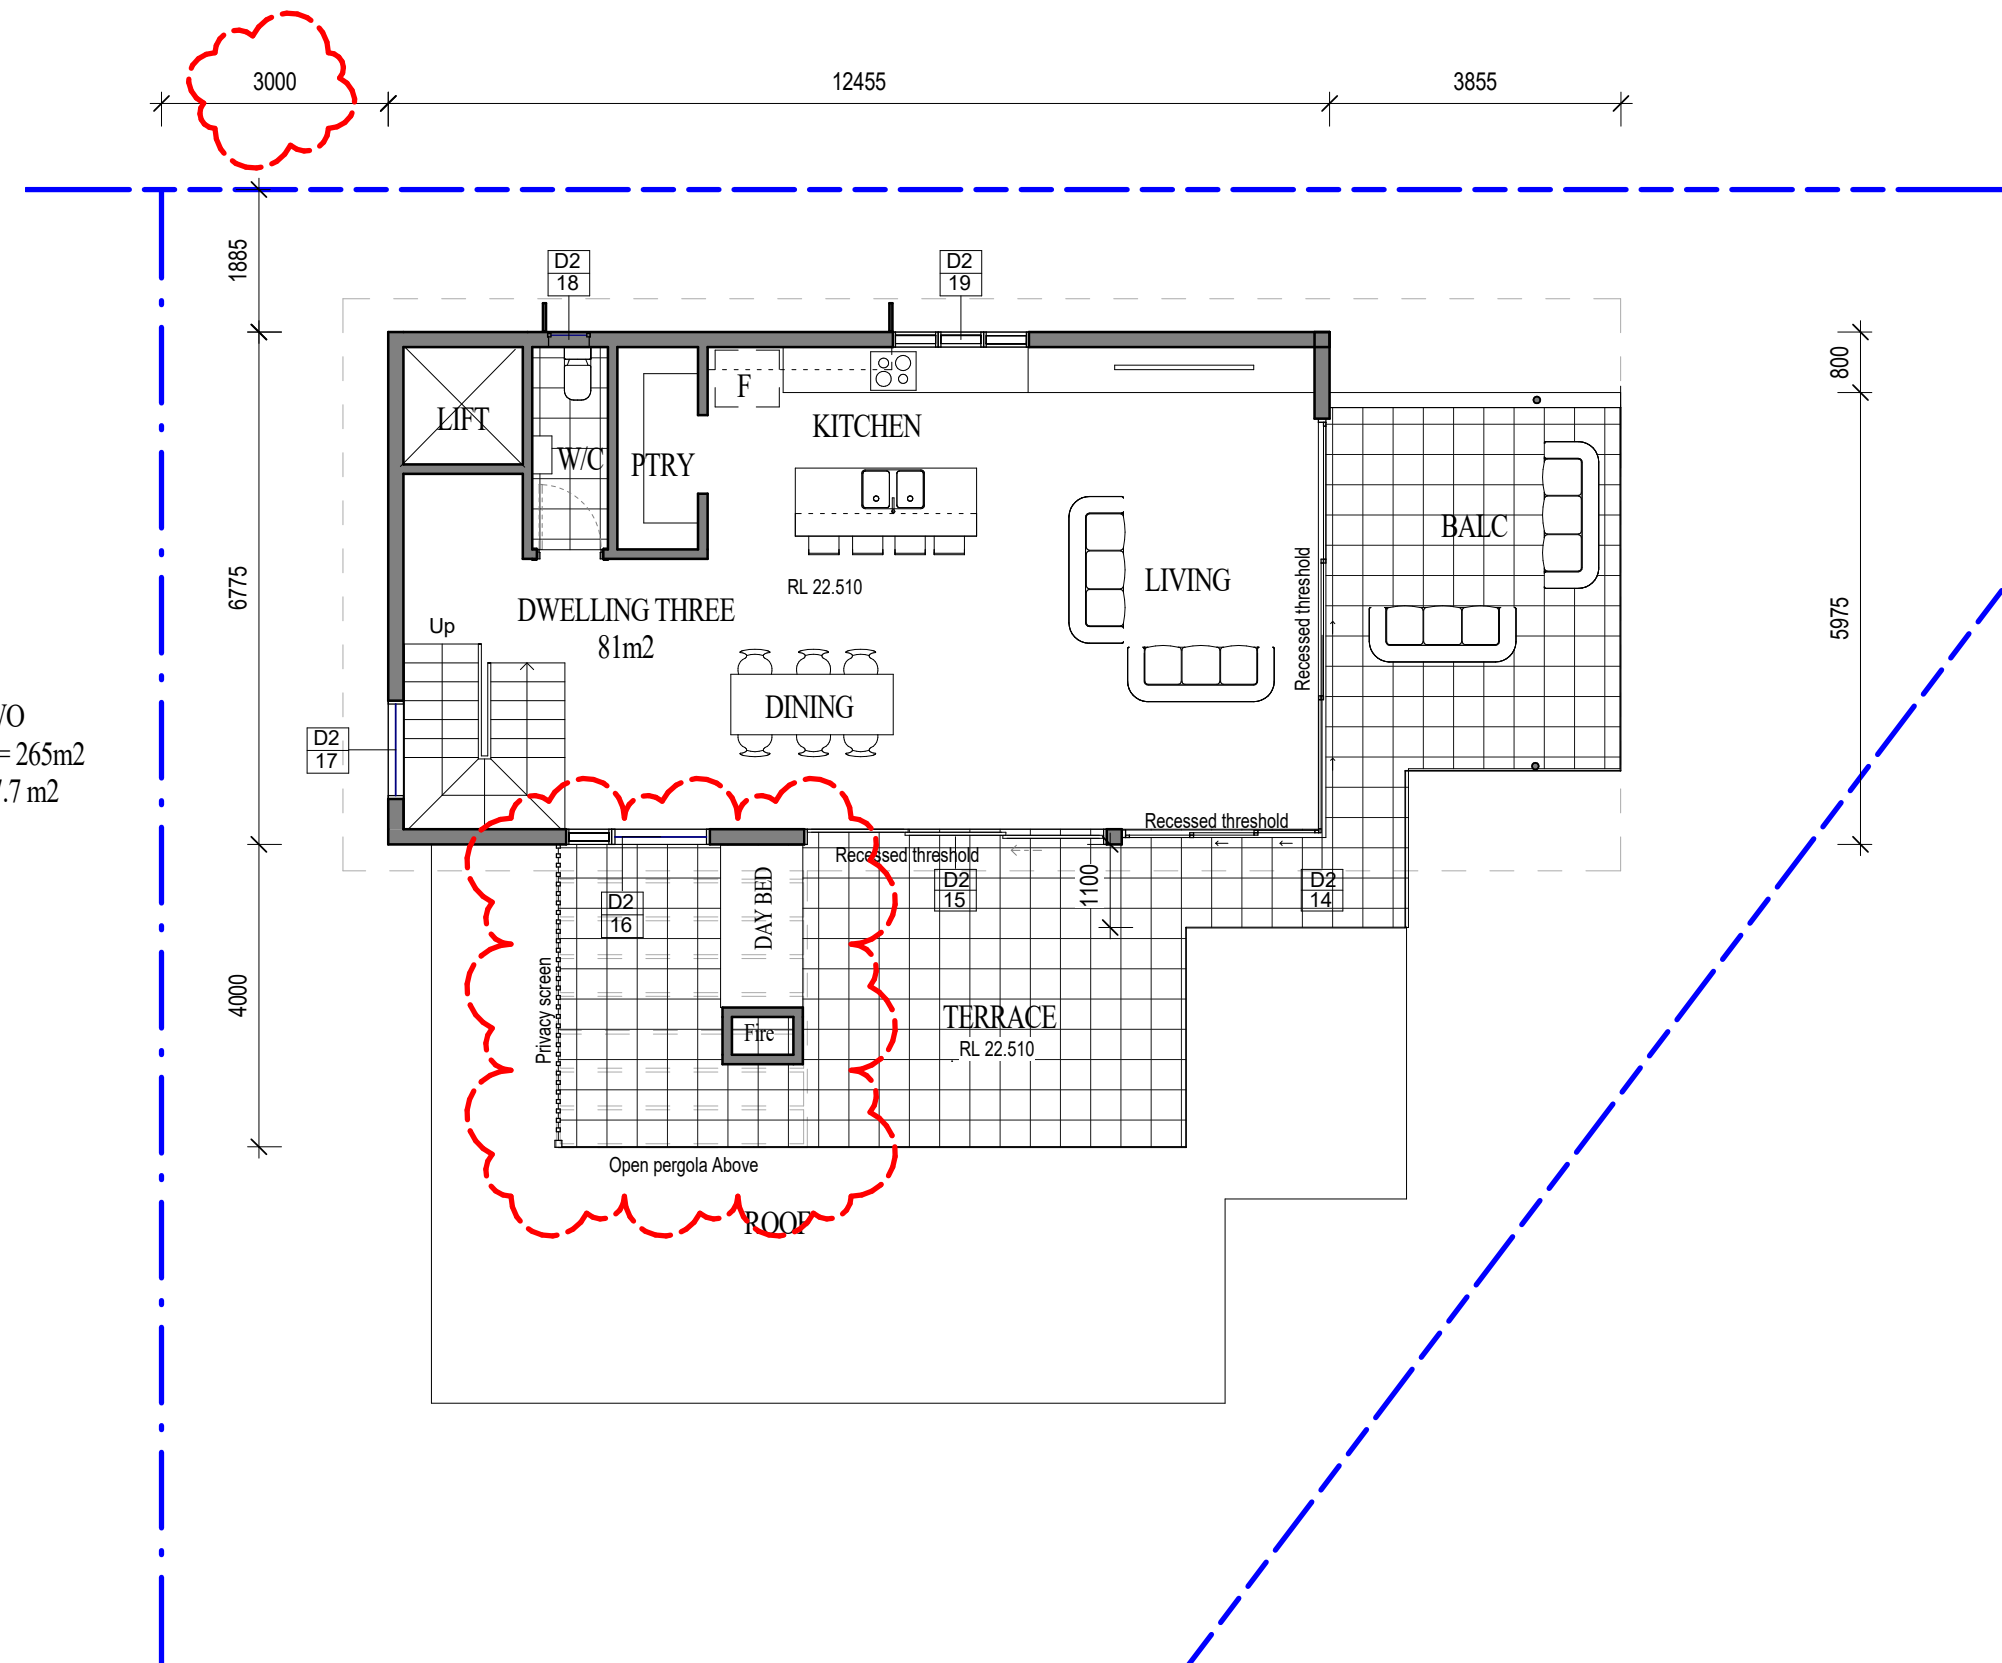 3000
12455
3855
1885
D2
18
D2
19
800
F
LIFT
KITCHEN
W/C
PTRY
BALC
Recessed threshold
LIVING
RL 22.510
6775
5975
DWELLING THREE
81m2
Up
DINING
= 265m2
D2
17
Recessed threshold
Recessed threshold
DAY BED
D2
15
1100
D2
14
D2
16
4000
Privacy screen
Fire
TERRACE
RL 22.510
Open pergola Above
ROOF